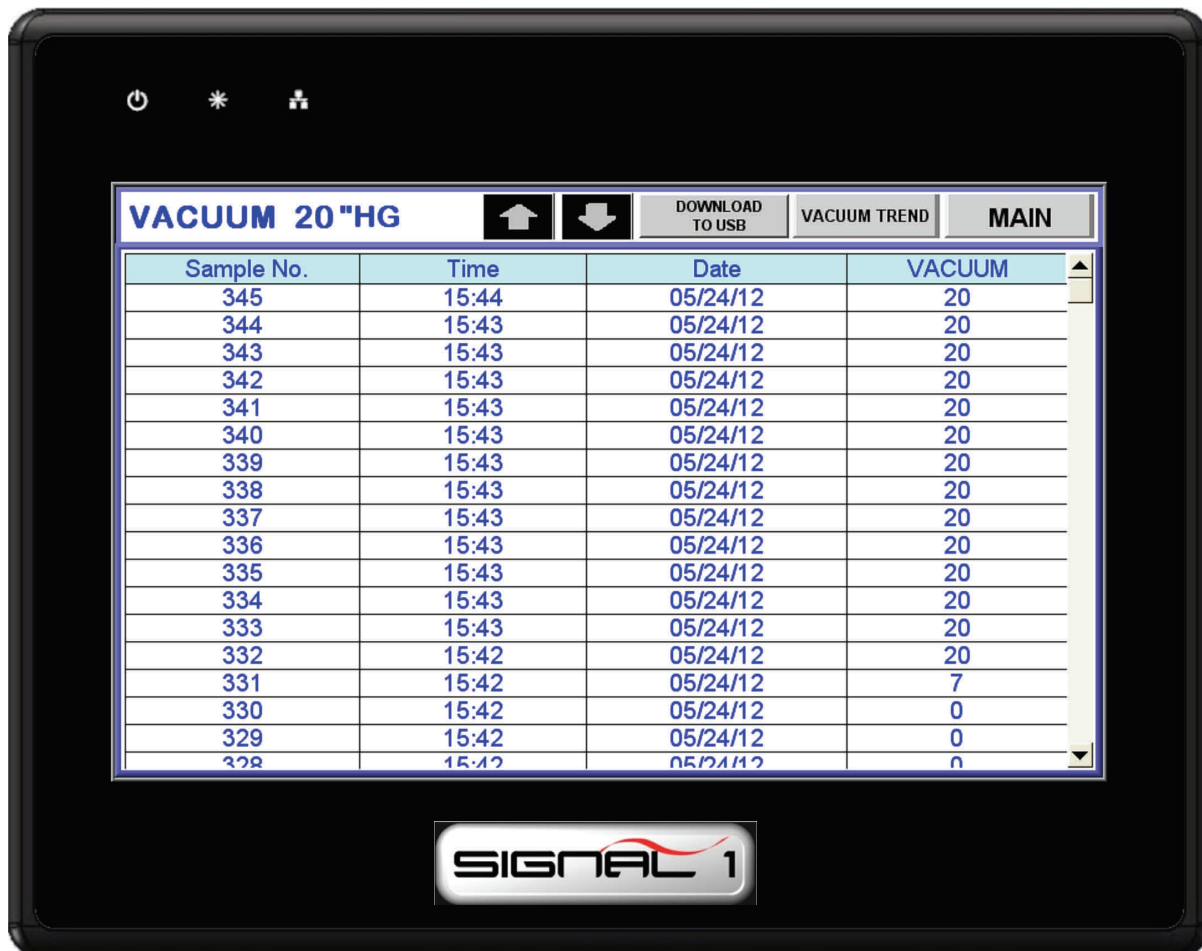 VACUUM 20"HG
DOWNLOAD
TO USB
VACUUM TREND
MAIN
Sample No. Time Date VACUUM
345 15:44 05/24/12 20
344 15:43 05/24/12 20
343 15:43 05/24/12 20
342 15:43 05/24/12 20
341 15:43 05/24/12 20
340 15:43 05/24/12 20
339 15:43 05/24/12 20
338 15:43 05/24/12 20
337 15:43 05/24/12 20
336 15:43 05/24/12 20
335 15:43 05/24/12 20
334 15:43 05/24/12 20
333 15:43 05/24/12 20
332 15:42 05/24/12 20
331 15:42 05/24/12 7
330 15:42 05/24/12 0
329 15:42 05/24/12 0
328 15:42 05/24/12 0
SIGNAL 1